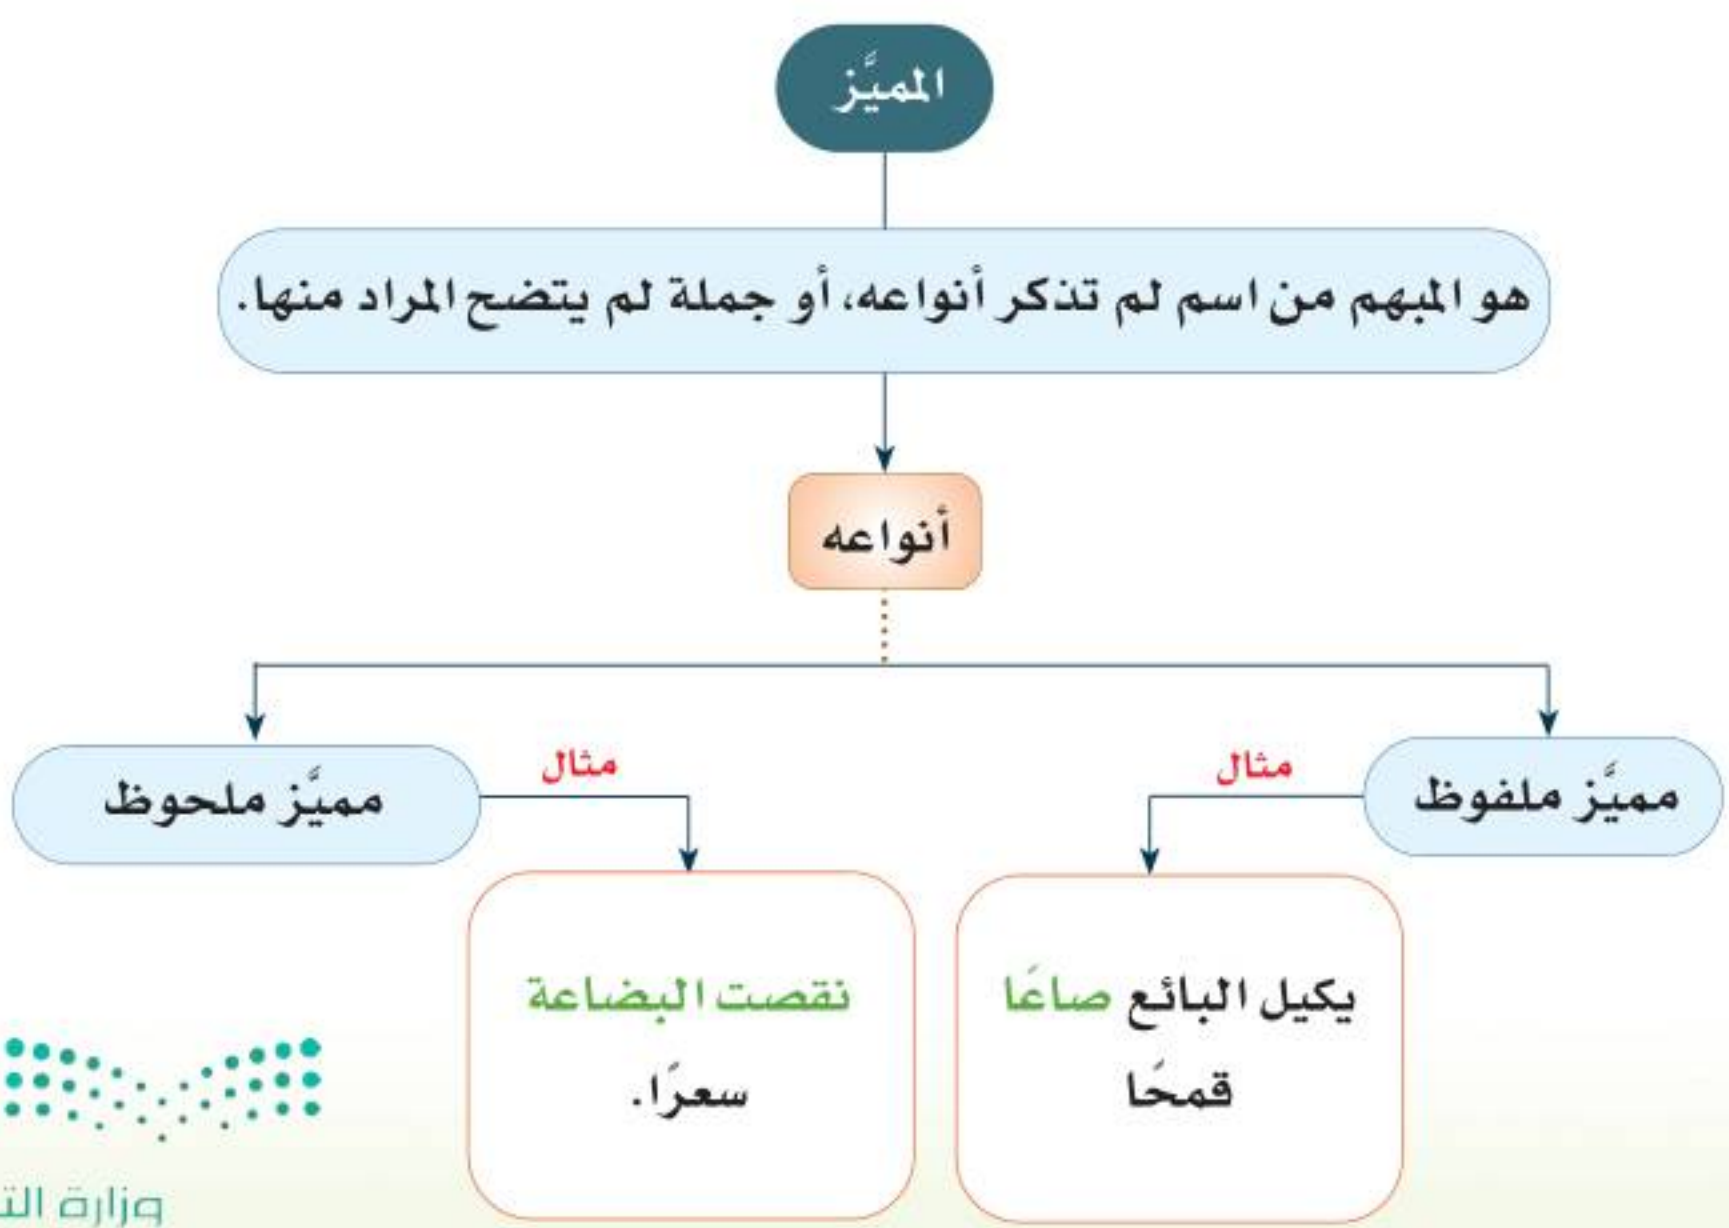 المميَّز
هو المبهم من اسم لم تذكر أنواعه، أو جملة لم يتضح المراد منها.
أنواعه
مميَّز ملفوظ
مثال
يكيل البائع صاعًا
قمحًا
مميَّز ملحوظ
مثال
نقصت البضاعة
سعرًا.
وزارة